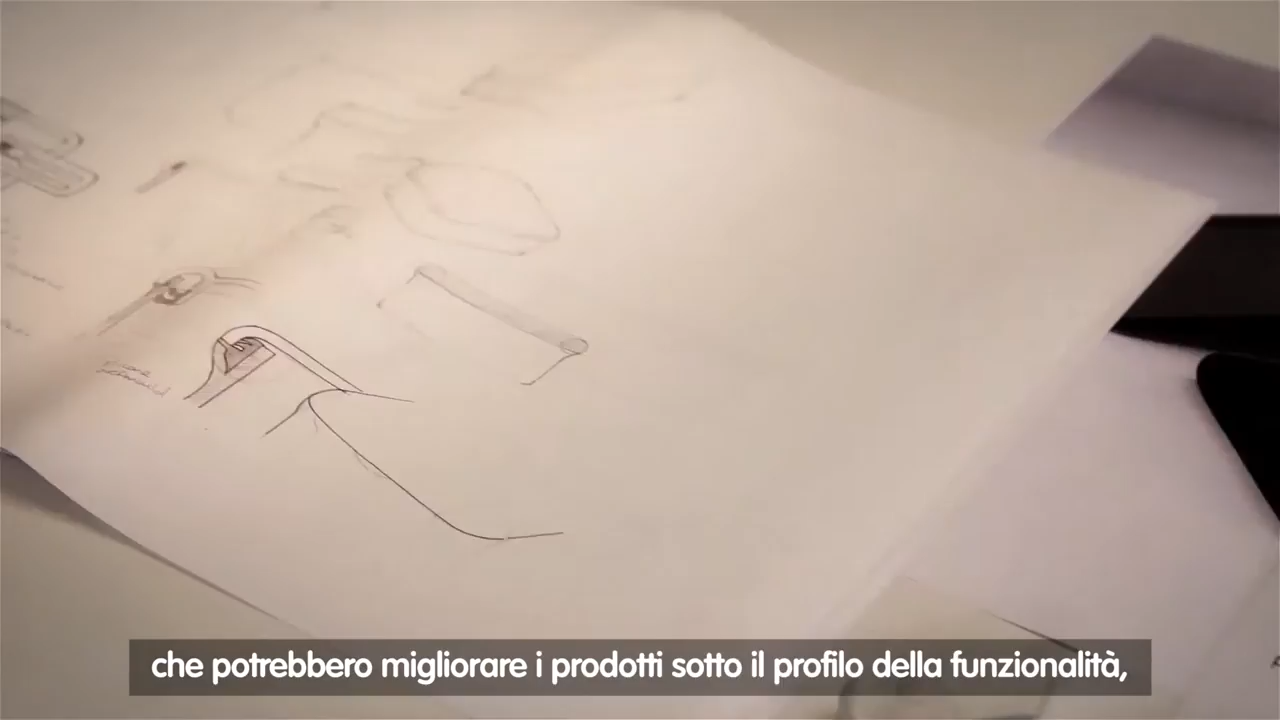 che potrebbero migliorare i prodotti sotto il profilo della funzionalità,